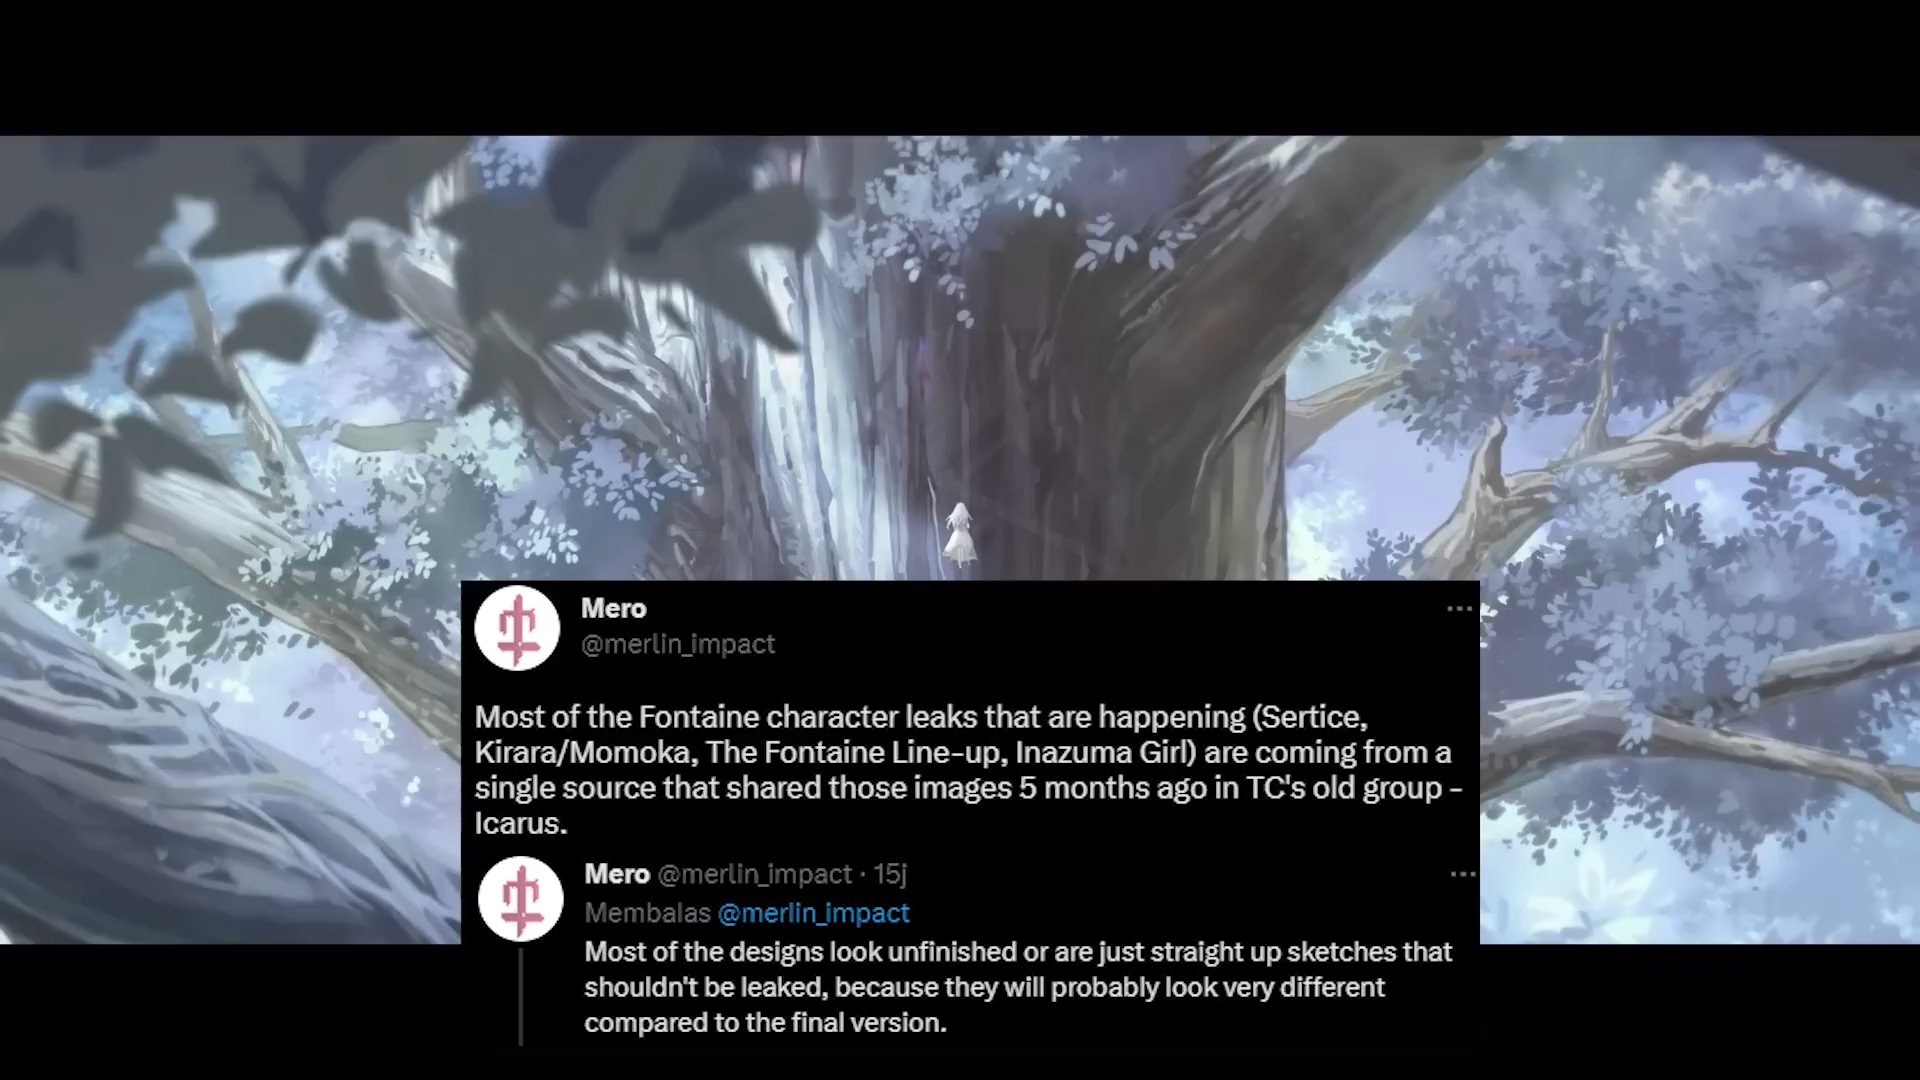 Mero
@merlin_impact
Most of the Fontaine character leaks that are happening (Sertice,
Kirara/Momoka, The Fontaine Line-up, Inazuma Girl) are coming from a
single source that shared those images 5 months ago in TC's old group -
Icarus.
Mero @merlin_impact · 15j
Membalas @merlin_impact
Most of the designs look unfinished or are just straight up sketches that
shouldn't be leaked, because they will probably look very different
compared to the final version.